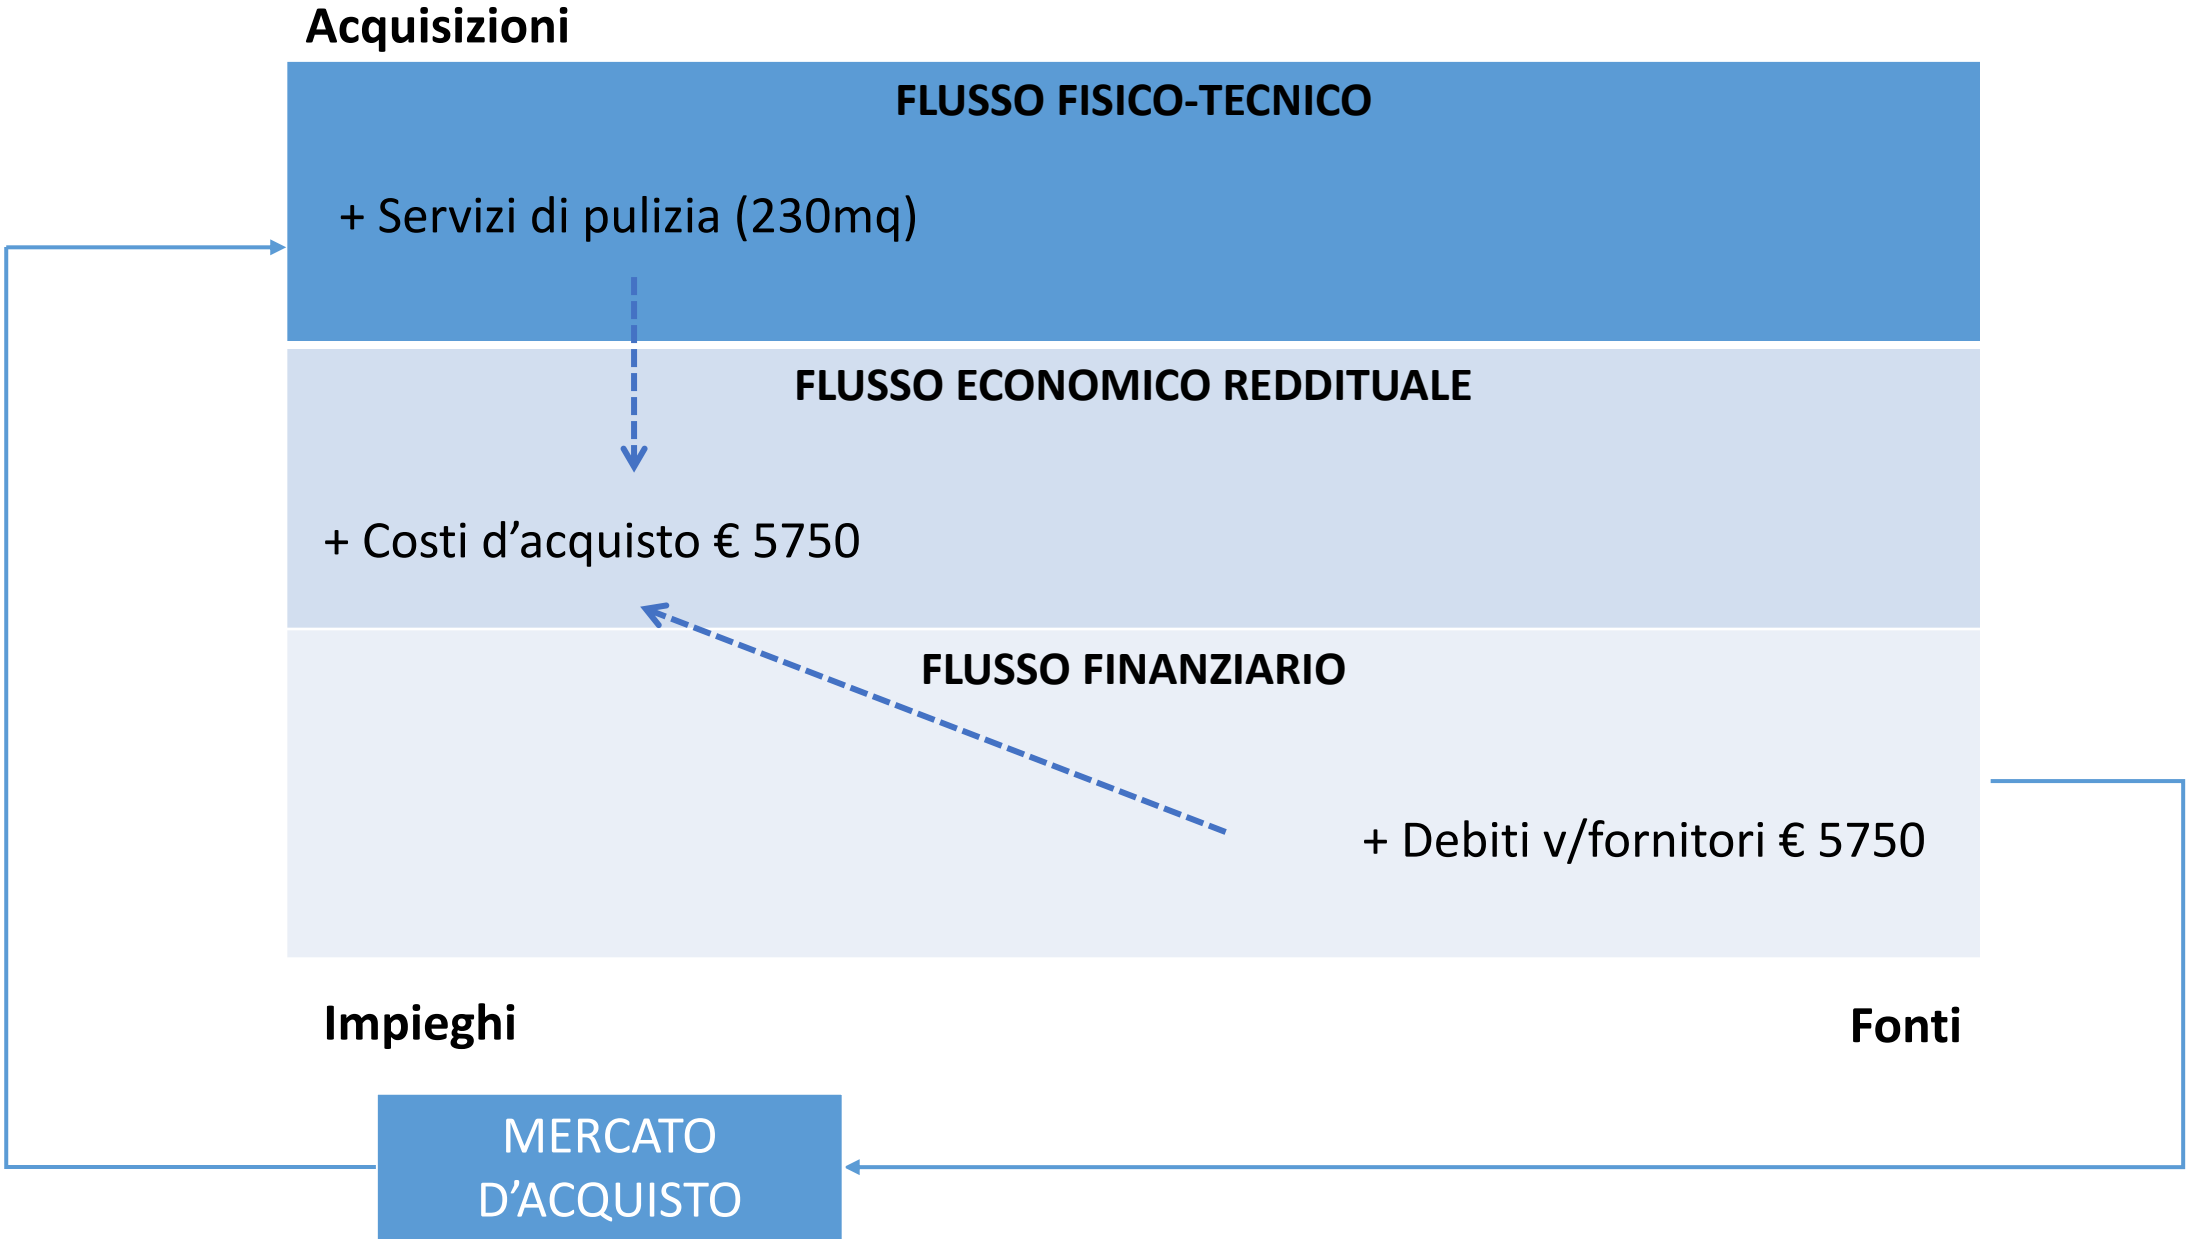 Acquisizioni
FLUSSO FISICO-TECNICO
+ Servizi di pulizia (230mq)
FLUSSO ECONOMICO REDDITUALE
+ Costi d’acquisto € 5750
FLUSSO FINANZIARIO
+ Debiti v/fornitori € 5750
Impieghi
Fonti
MERCATO
D’ACQUISTO